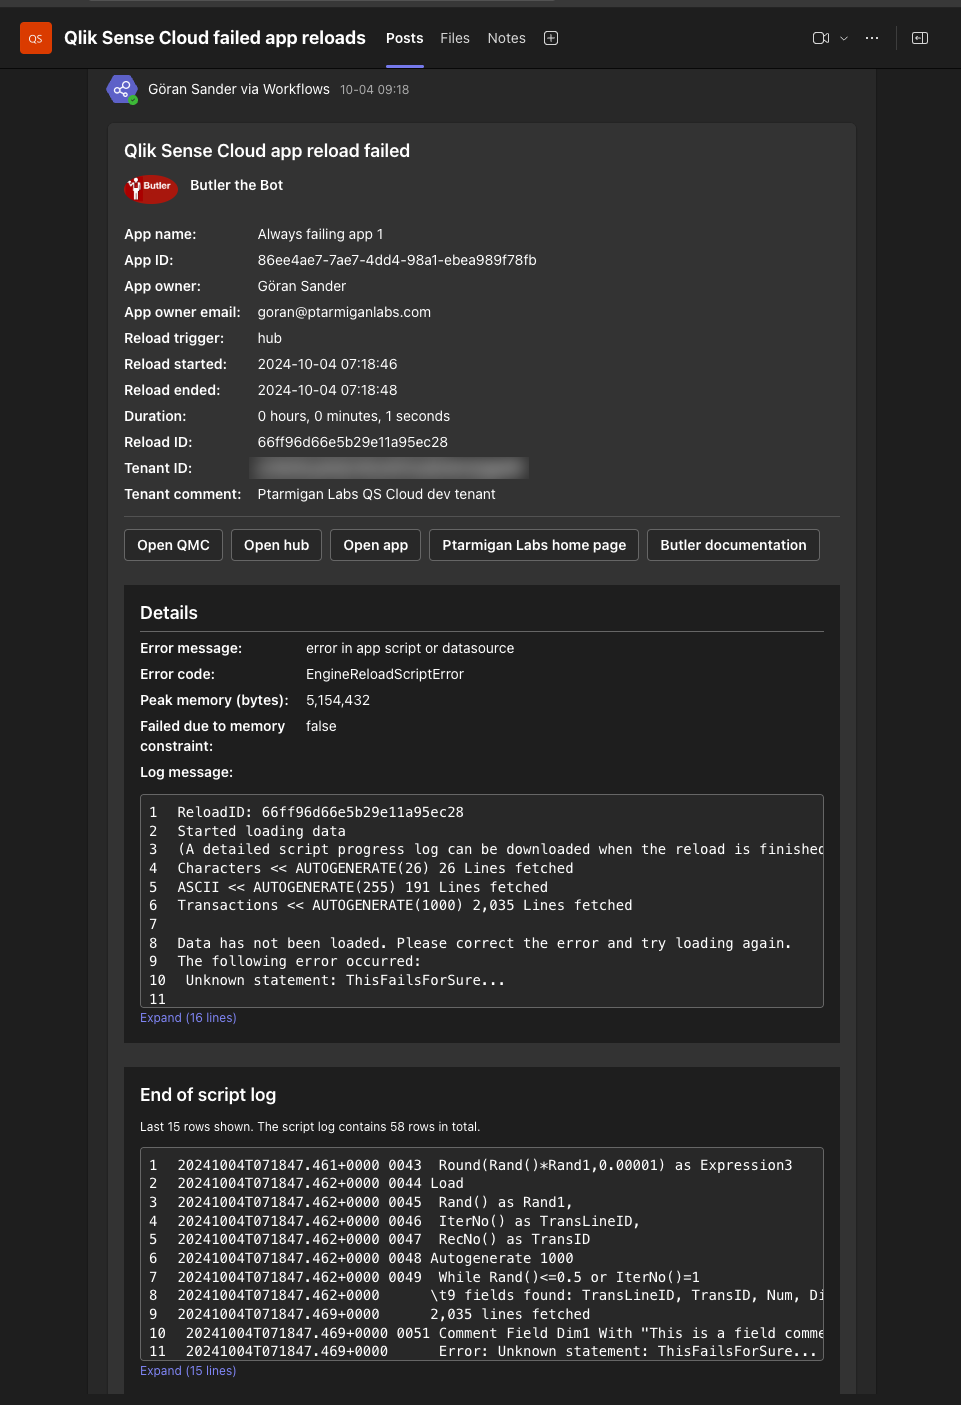 QS
Qlik Sense Cloud failed app reloads
Posts
Files
Notes
Göran Sander via Workflows 10-04 09:18
Qlik Sense Cloud app reload failed
Butler
Butler the Bot
App name: Always failing app 1
App ID: 86ee4ae7-7ae7-4dd4-98a1-ebea989f78fb
App owner: Göran Sander
App owner email: goran@ptarmiganlabs.com
Reload trigger: hub
Reload started: 2024-10-04 07:18:46
Reload ended: 2024-10-04 07:18:48
Duration: 0 hours, 0 minutes, 1 seconds
Reload ID: 66ff96d66e5b29e11a95ec28
Tenant ID:
Tenant comment: Ptarmigan Labs QS Cloud dev tenant
Open QMC
Open hub
Open app
Ptarmigan Labs home page
Butler documentation
Details
Error message: error in app script or datasource
Error code: EngineReloadScriptError
Peak memory (bytes): 5,154,432
Failed due to memory constraint: false
Log message:
1 ReloadID: 66ff96d66e5b29e11a95ec28
2 Started loading data
3 (A detailed script progress log can be downloaded when the reload is finished
4 Characters << AUTOGENERATE(26) 26 Lines fetched
5 ASCII << AUTOGENERATE(255) 191 Lines fetched
6 Transactions << AUTOGENERATE(1000) 2,035 Lines fetched
7
8 Data has not been loaded. Please correct the error and try loading again.
9 The following error occurred:
10 Unknown statement: ThisFailsForSure...
11
Expand (16 lines)
End of script log
Last 15 rows shown. The script log contains 58 rows in total.
1 20241004T071847.461+0000 0043 Round(Rand()*Rand1,0.00001) as Expression3
2 20241004T071847.462+0000 0044 Load
3 20241004T071847.462+0000 0045 Rand() as Rand1,
4 20241004T071847.462+0000 0046 IterNo() as TransLineID,
5 20241004T071847.462+0000 0047 RecNo() as TransID
6 20241004T071847.462+0000 0048 Autogenerate 1000
7 20241004T071847.462+0000 0049 While Rand()<=0.5 or IterNo()=1
8 20241004T071847.462+0000 \t9 fields found: TransLineID, TransID, Num, Di
9 20241004T071847.469+0000 2,035 lines fetched
10 20241004T071847.469+0000 0051 Comment Field Dim1 With "This is a field comme
11 20241004T071847.469+0000 Error: Unknown statement: ThisFailsForSure...
Expand (15 lines)